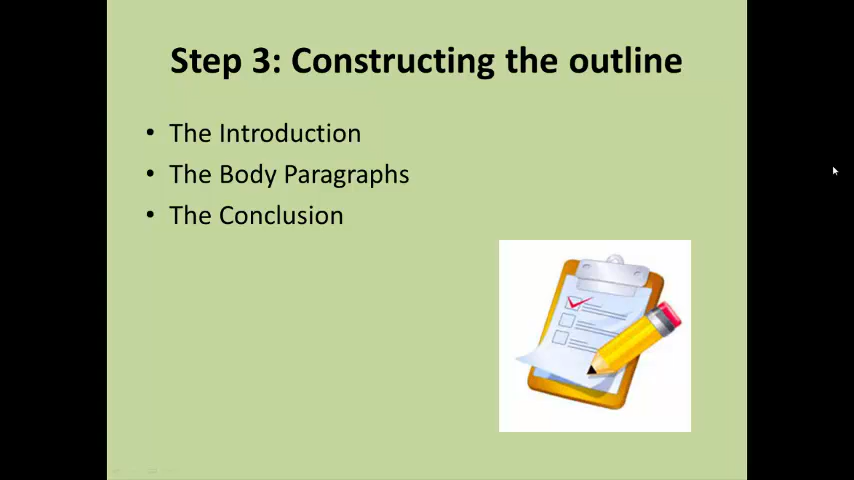 Step 3: Constructing the outline
• The Introduction
• The Body Paragraphs
• The Conclusion